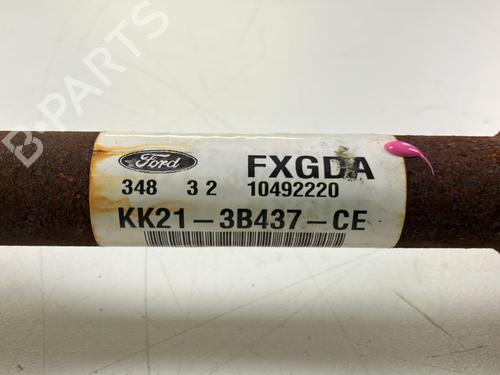 B-PARTS
Ford FXGDA
348 3 2 10492220
KK21-3B437-CE